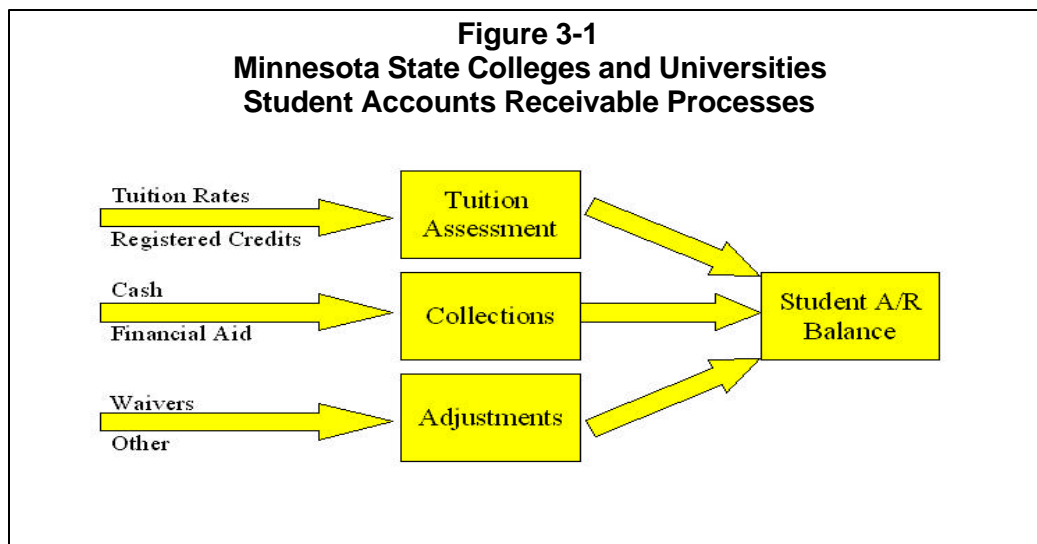 Figure 3-1
Minnesota State Colleges and Universities
Student Accounts Receivable Processes
Tuition Rates
Registered Credits
Tuition
Assessment
Cash
Financial Aid
Collections
Student A/R
Balance
Waivers
Other
Adjustments